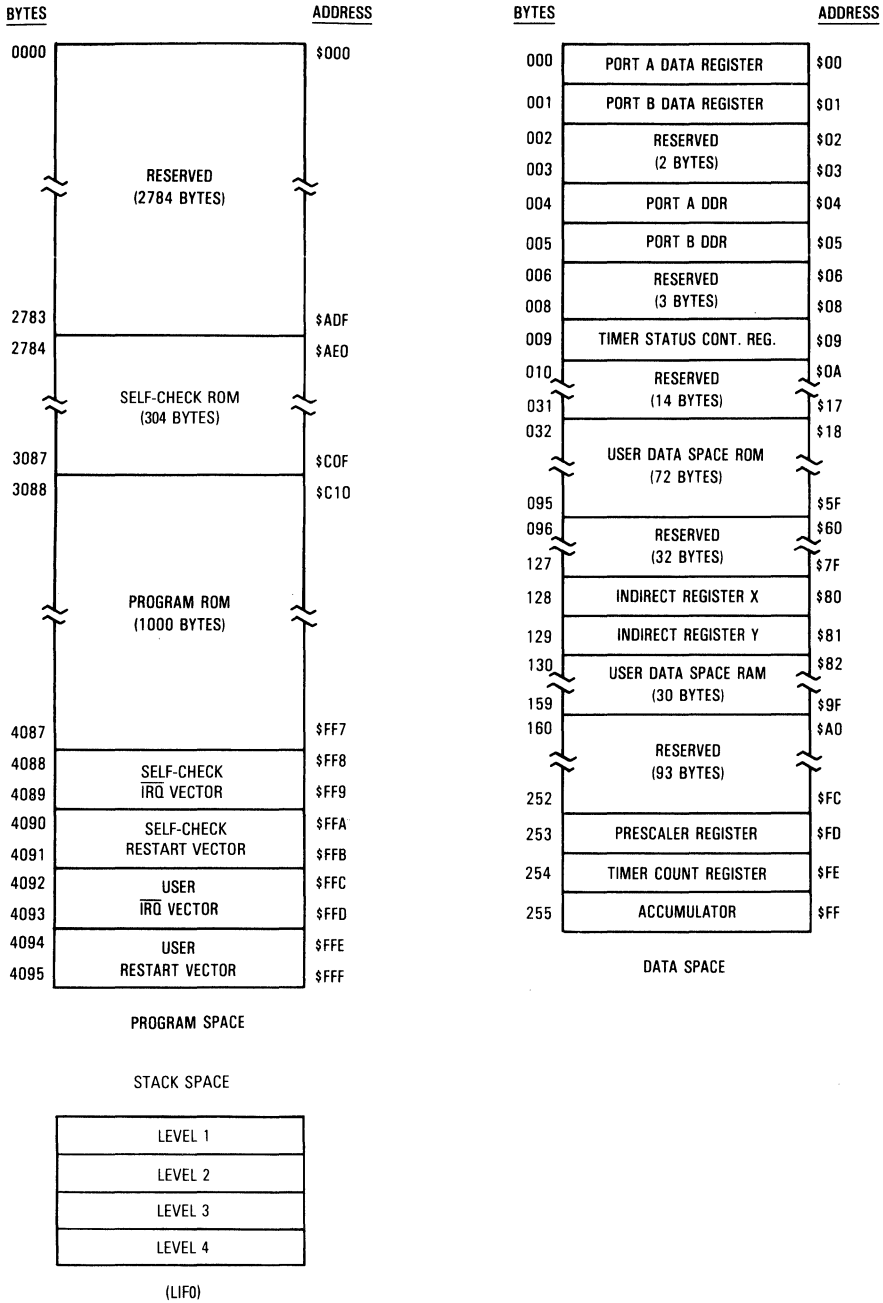 BYTES ADDRESS
0000 $000
RESERVED
(2784 BYTES)
2783 $ADF
2784 $AE0
SELF-CHECK ROM
(304 BYTES)
3087 $C0F
3088 $C10
PROGRAM ROM
(1000 BYTES)
4087 $FF7
4088 $FF8
SELF-CHECK
IRQ VECTOR
4089 $FF9
4090 $FFA
SELF-CHECK
RESTART VECTOR
4091 $FFB
4092 $FFC
USER
IRQ VECTOR
4093 $FFD
4094 $FFE
USER
RESTART VECTOR
4095 $FFF
PROGRAM SPACE
STACK SPACE
LEVEL 1
LEVEL 2
LEVEL 3
LEVEL 4
(LIFO)
BYTES ADDRESS
000 PORT A DATA REGISTER $00
001 PORT B DATA REGISTER $01
002 $02
RESERVED
(2 BYTES)
003 $03
004 PORT A DDR $04
005 PORT B DDR $05
006 $06
RESERVED
(3 BYTES)
008 $08
009 TIMER STATUS CONT. REG. $09
010 $0A
RESERVED
(14 BYTES)
031 $17
032 $18
USER DATA SPACE ROM
(72 BYTES)
095 $5F
096 $60
RESERVED
(32 BYTES)
127 $7F
128 INDIRECT REGISTER X $80
129 INDIRECT REGISTER Y $81
130 $82
USER DATA SPACE RAM
(30 BYTES)
159 $9F
160 $A0
RESERVED
(93 BYTES)
252 $FC
253 PRESCALER REGISTER $FD
254 TIMER COUNT REGISTER $FE
255 ACCUMULATOR $FF
DATA SPACE